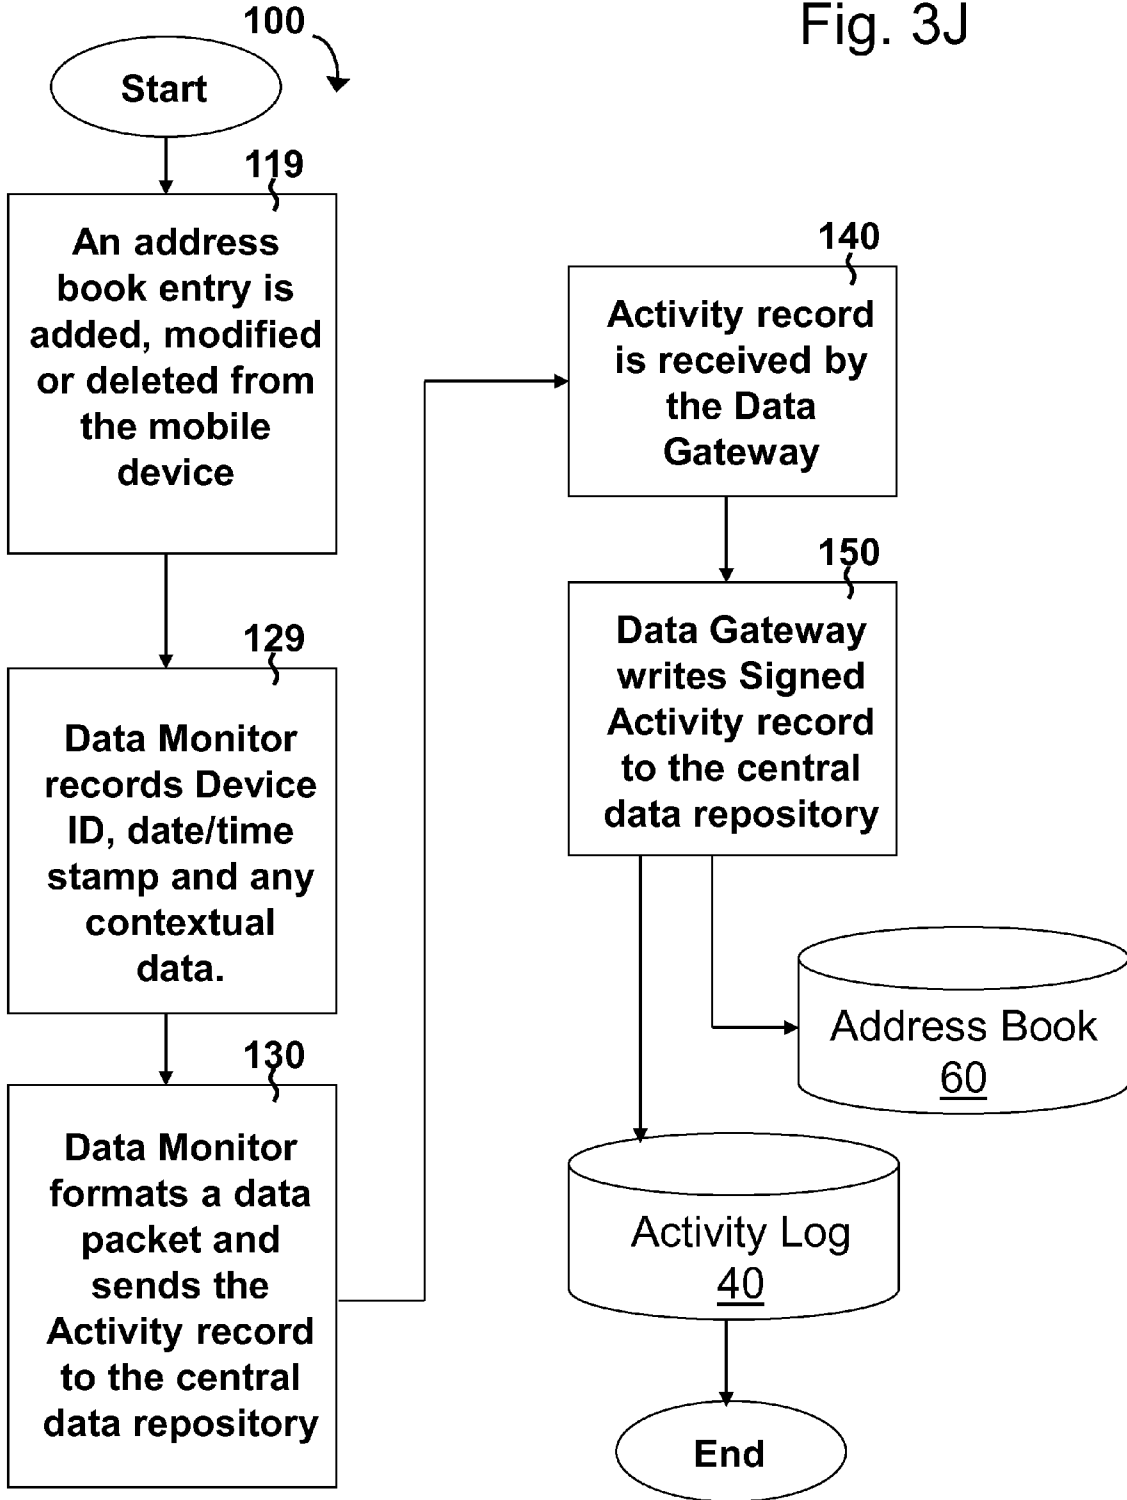 Fig. 3J
100
Start
119
An address
book entry is
added, modified
or deleted from
the mobile
device
129
Data Monitor
records Device
ID, date/time
stamp and any
contextual
data.
130
Data Monitor
formats a data
packet and
sends the
Activity record
to the central
data repository
140
Activity record
is received by
the Data
Gateway
150
Data Gateway
writes Signed
Activity record
to the central
data repository
Address Book
60
Activity Log
40
End